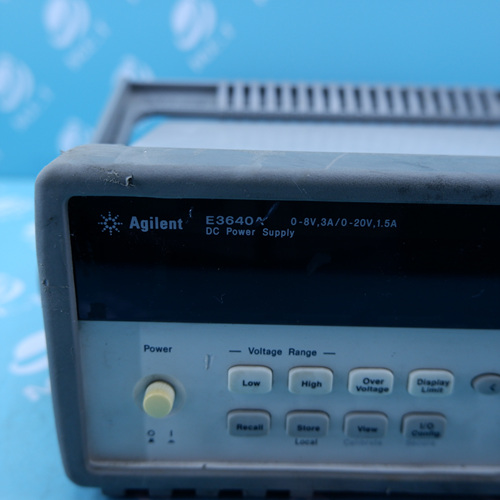 Agilent E3640A 0-8V,3A/0-20V,1.5A
DC Power Supply
Power
Voltage Range
Low High Over Voltage Display Limit
Recall Store View I/O Config
Local